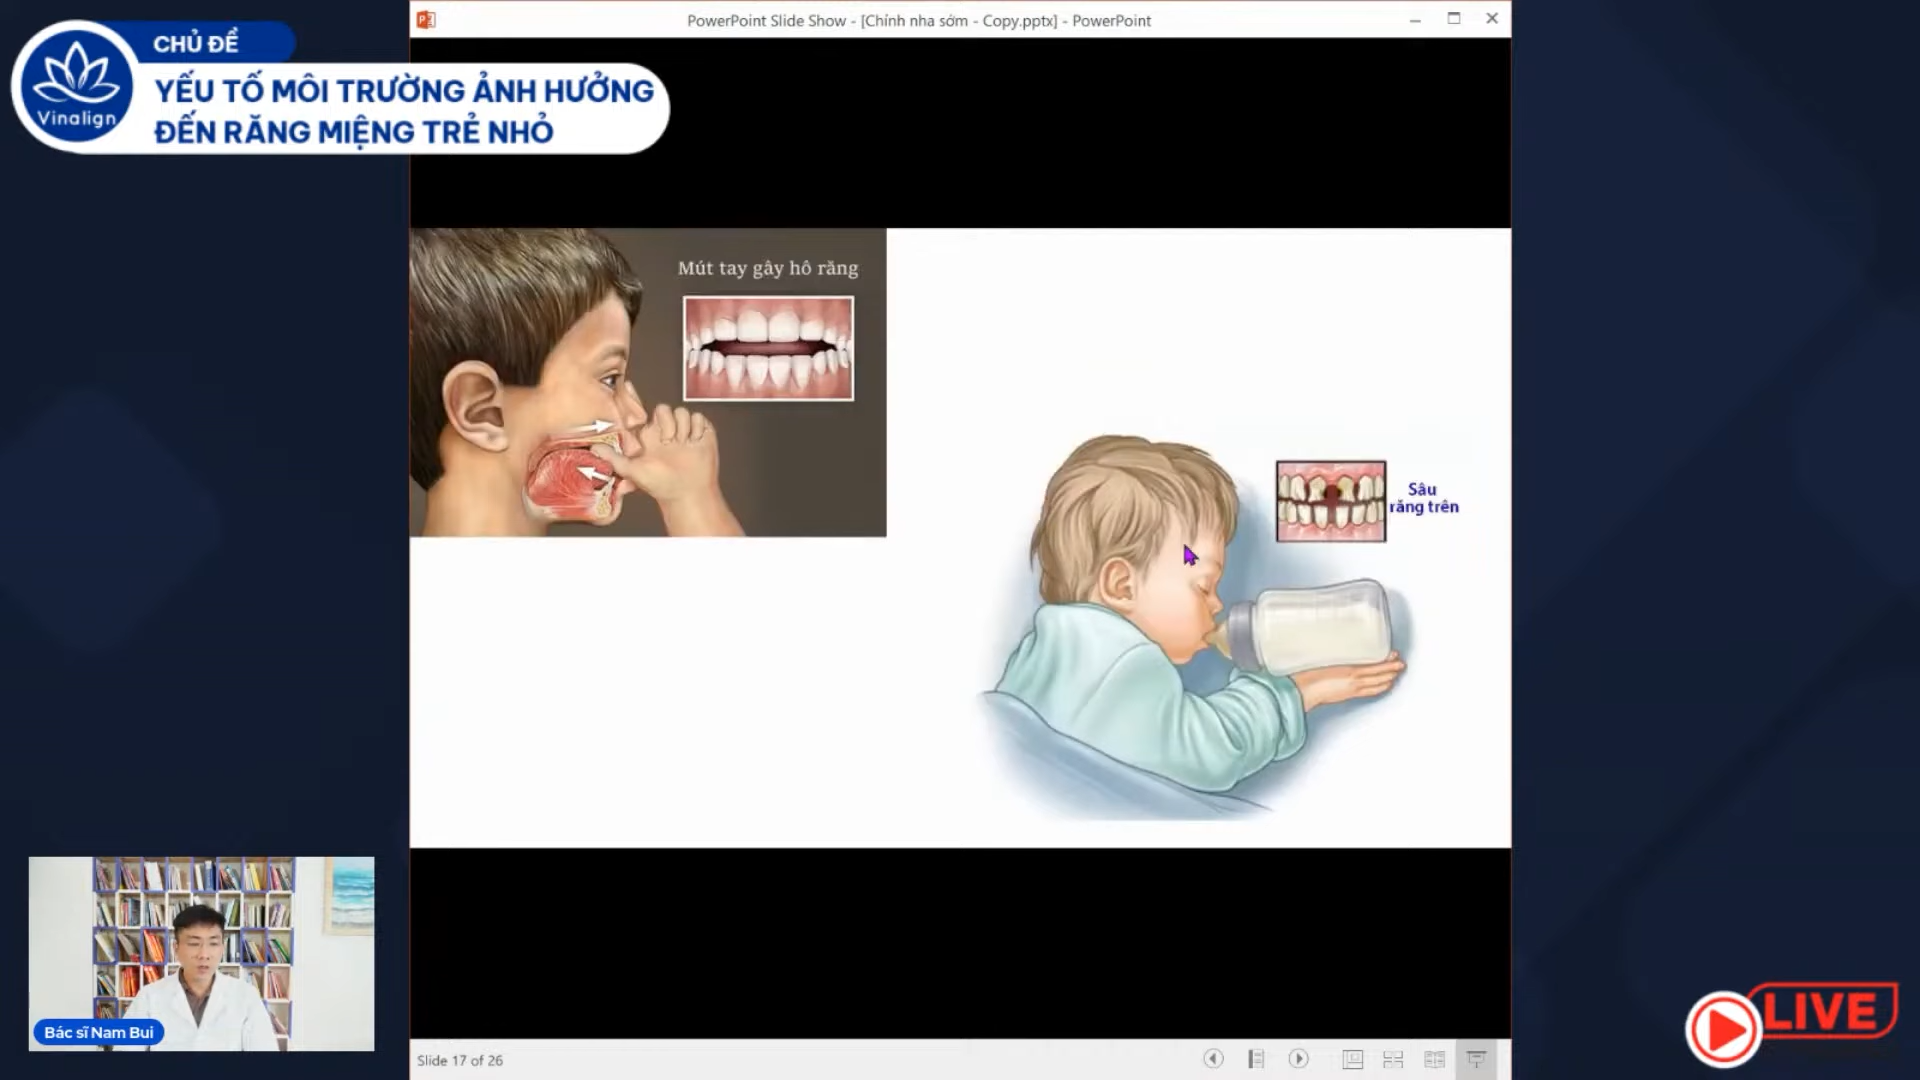 PowerPoint Slide Show - [Chỉnh nha sớm - Copy.pptx] - PowerPoint
CHỦ ĐỀ
YẾU TỐ MÔI TRƯỜNG ẢNH HƯỞNG
ĐẾN RĂNG MIỆNG TRẺ NHỎ
Vinalign
Mút tay gây hô răng
Sâu
răng trên
Bác sĩ Nam Bui
LIVE
Slide 17 of 26